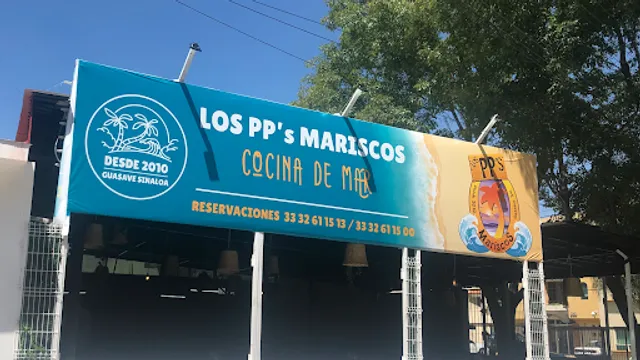 DESDE 2010
GUASAVE SINALOA
LOS PP's MARISCOS
COCINA DE MAR
RESERVACIONES 33 32 61 15 13 / 33 32 61 15 00
PP's
MARISCOS